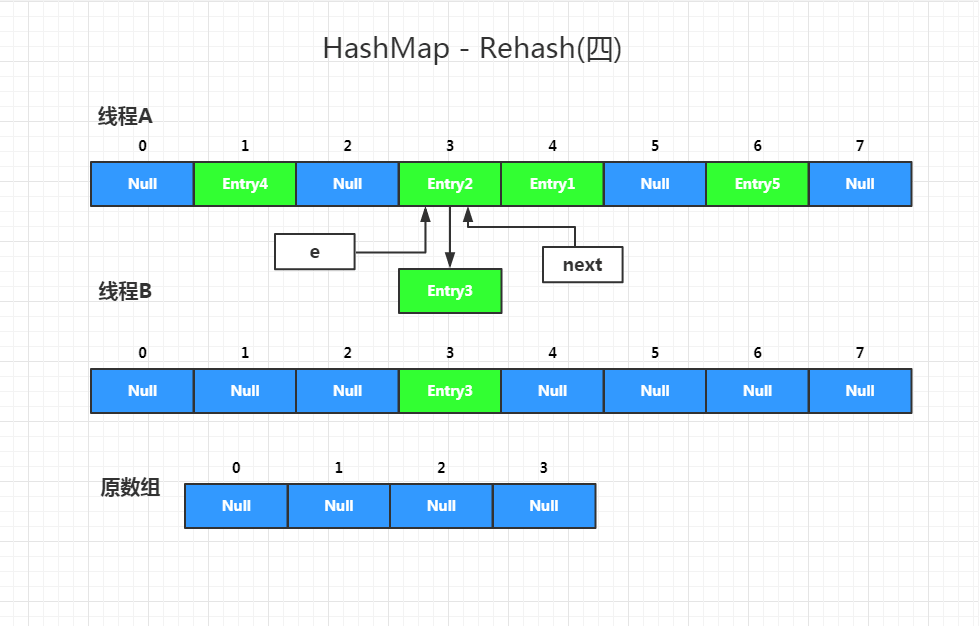 HashMap - Rehash(四)
线程A
0 1 2 3 4 5 6 7
Null Entry4 Null Entry2 Entry1 Null Entry5 Null
e
next
线程B
Entry3
0 1 2 3 4 5 6 7
Null Null Null Entry3 Null Null Null Null
0 1 2 3
原数组
Null Null Null Null